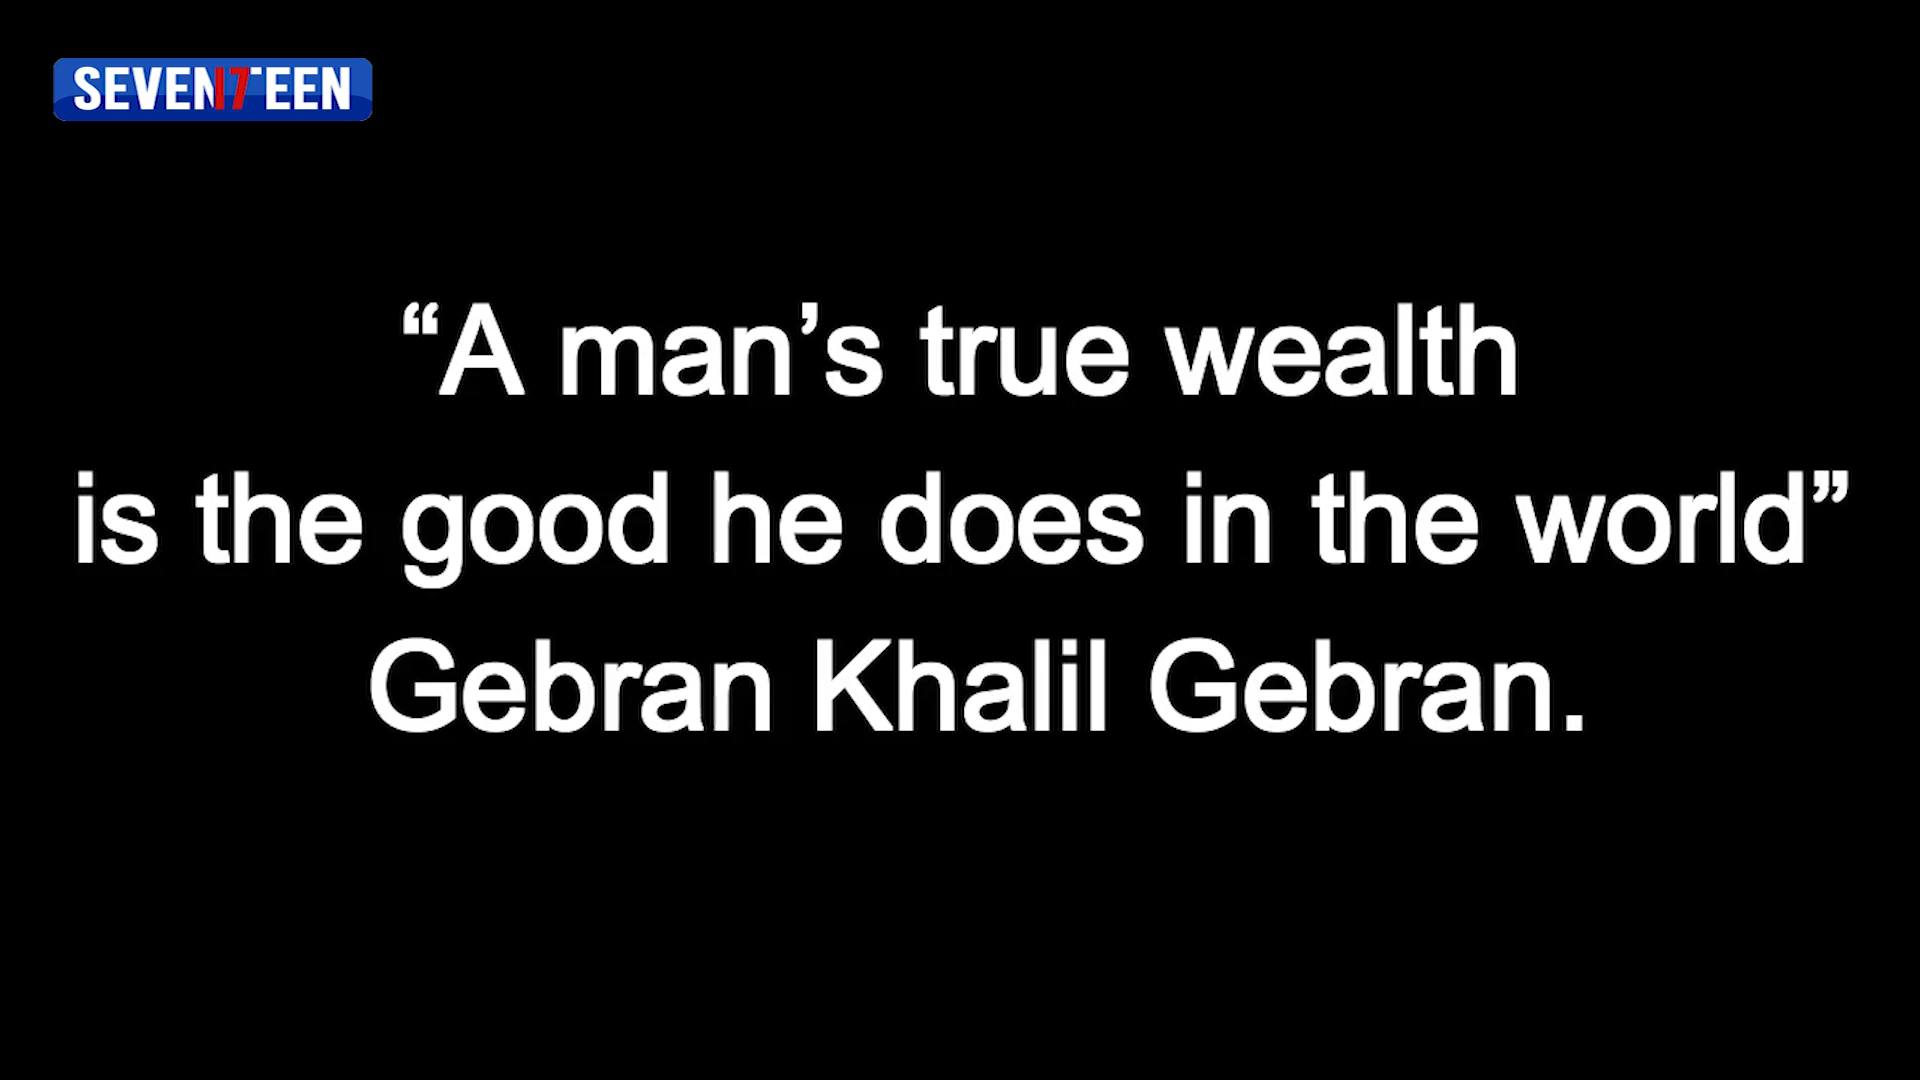 SEVEN17EEN
“A man’s true wealth
is the good he does in the world”
Gebran Khalil Gebran.